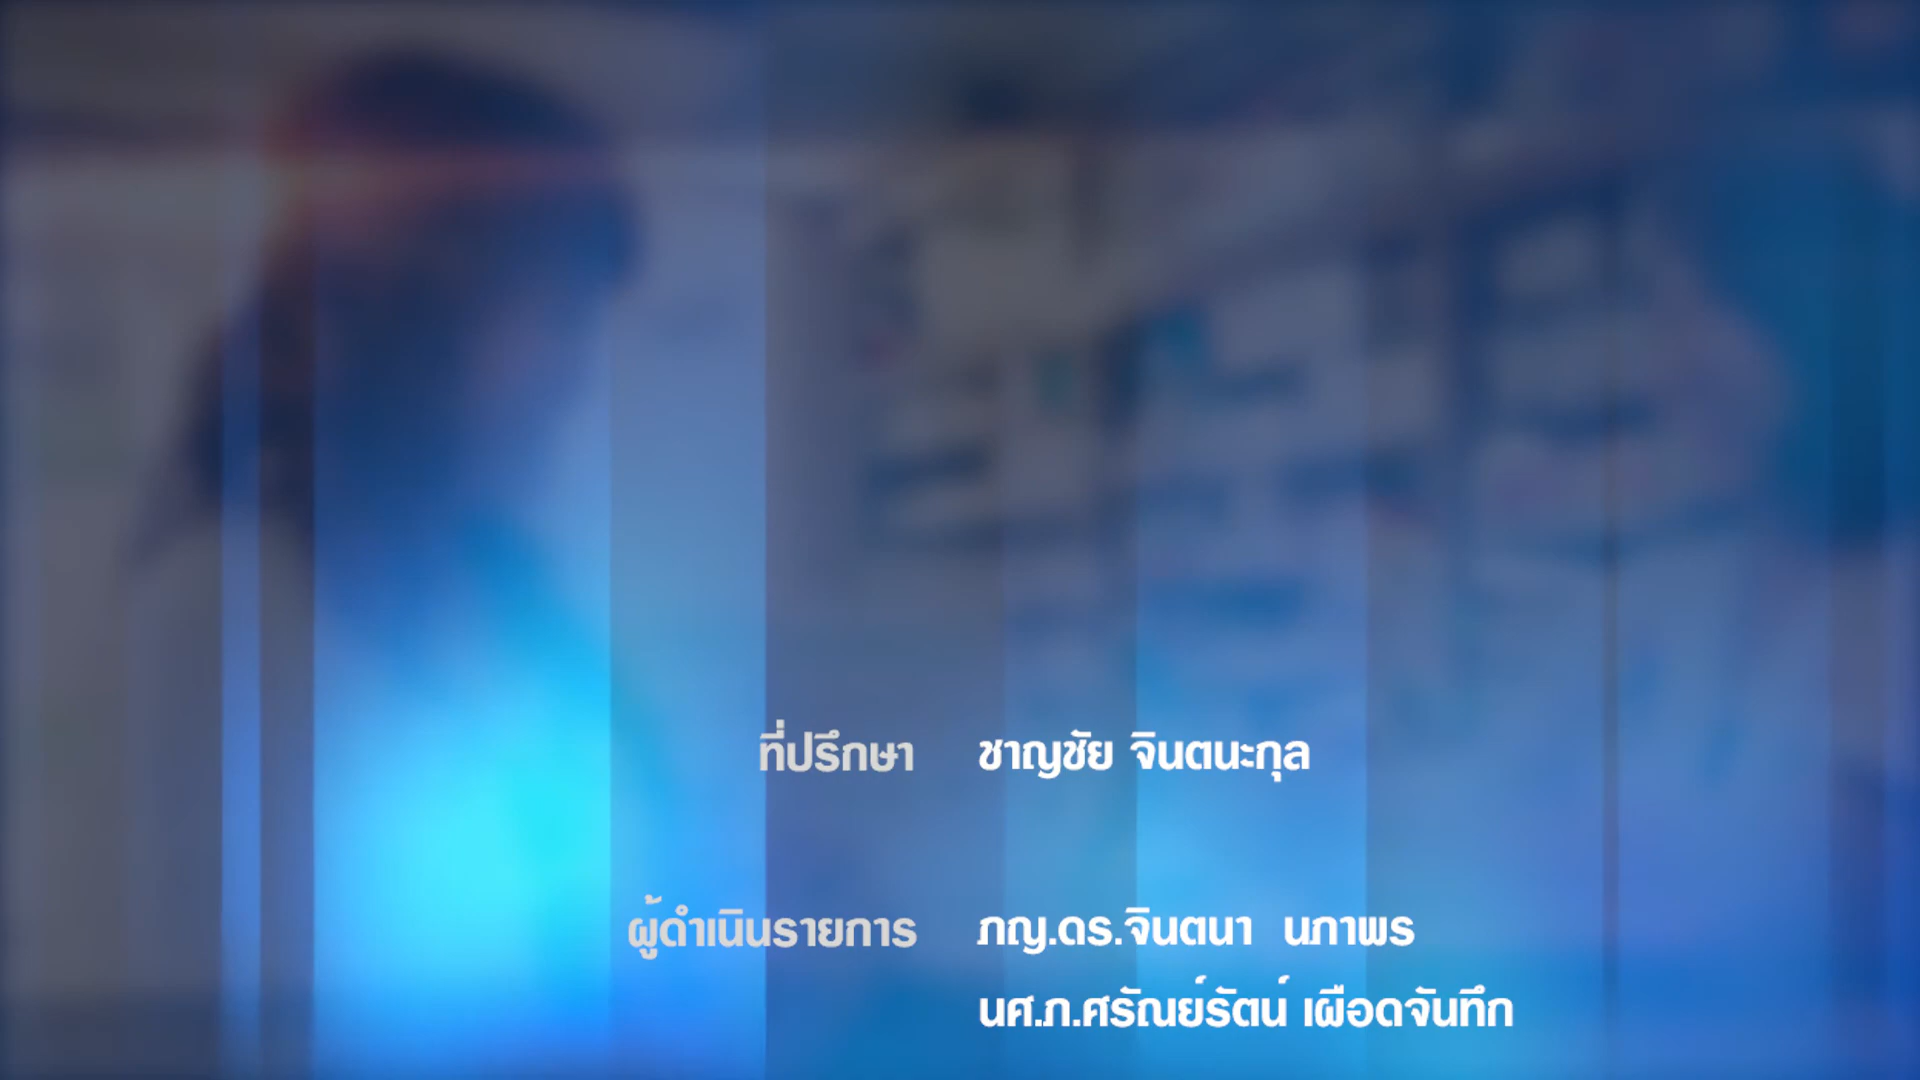 ที่ปรึกษา ชาญชัย จินตนะกุล
ผู้ดำเนินรายการ ภญ.ดร.จินตนา นภาพร
นศ.ภ.ศรัณย์รัตน์ เผือดจันทึก